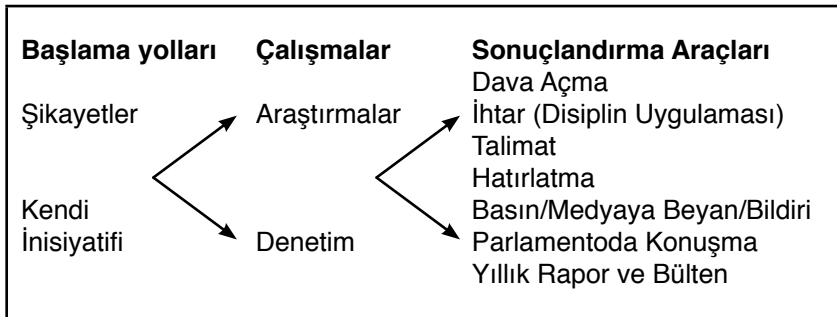 Başlama yolları Çalışmalar Sonuçlandırma Araçları
Dava Açma
Şikayetler Araştırmalar İhtar (Disiplin Uygulaması)
Talimat
Hatırlatma
Kendi Basın/Medyaya Beyan/Bildiri
İnisiyatifi Denetim Parlamentoda Konuşma
Yıllık Rapor ve Bülten